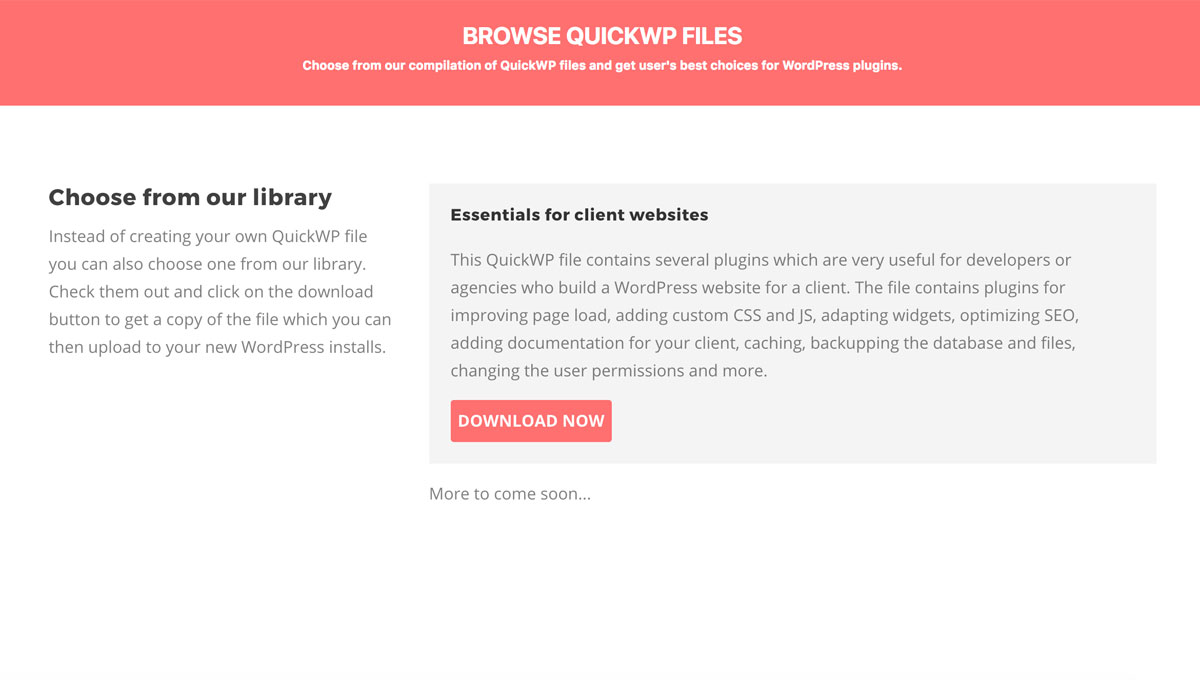 BROWSE QUICKWP FILES
Choose from our compilation of QuickWP files and get user's best choices for WordPress plugins.
Choose from our library
Instead of creating your own QuickWP file
you can also choose one from our library.
Check them out and click on the download
button to get a copy of the file which you can
then upload to your new WordPress installs.
Essentials for client websites
This QuickWP file contains several plugins which are very useful for developers or
agencies who build a WordPress website for a client. The file contains plugins for
improving page load, adding custom CSS and JS, adapting widgets, optimizing SEO,
adding documentation for your client, caching, backupping the database and files,
changing the user permissions and more.
DOWNLOAD NOW
More to come soon...